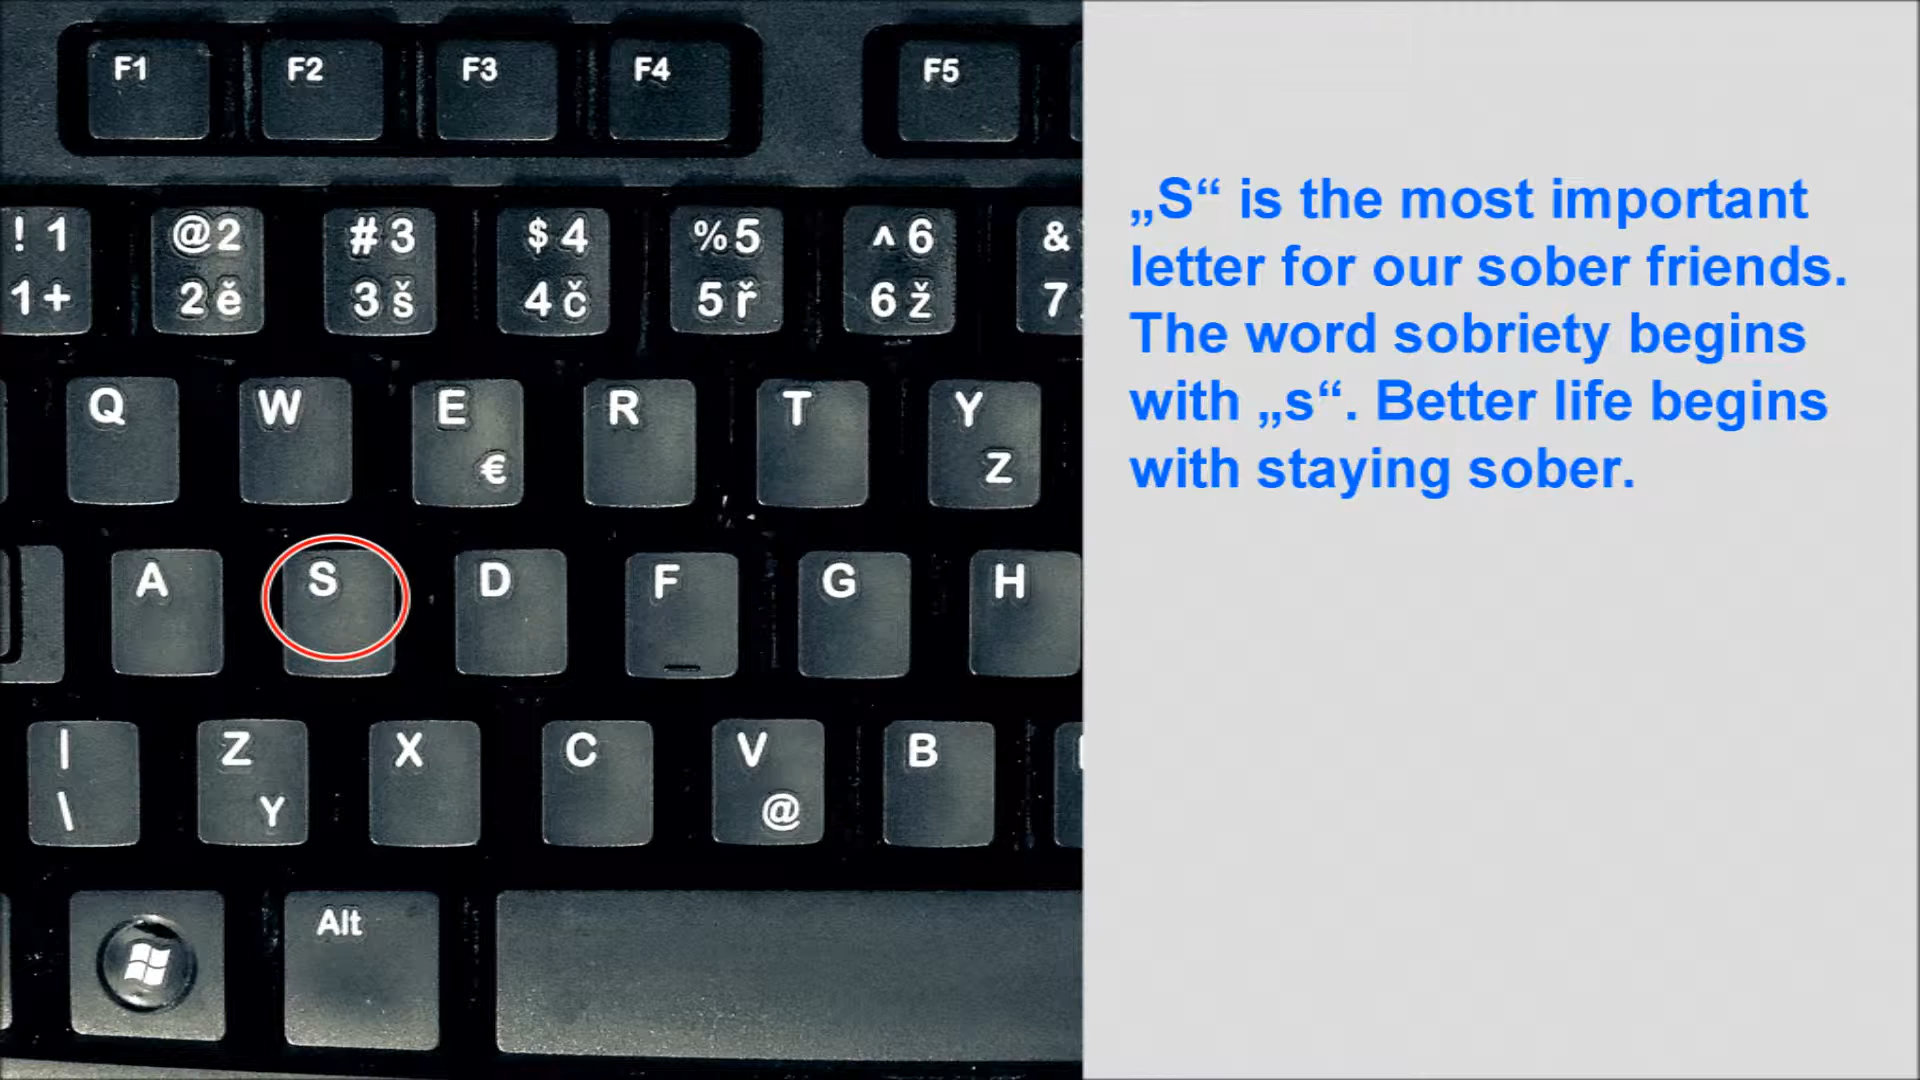 F1 F2 F3 F4 F5
! 1 @ 2 # 3 $ 4 % 5 ^ 6 &
1 + 2 ě 3 š 4 č 5 ř 6 ž 7
Q W E R T Y
€ Z
A S D F G H
| Z X C V B
\ Y @
Alt
„S“ is the most important
letter for our sober friends.
The word sobriety begins
with „s“. Better life begins
with staying sober.